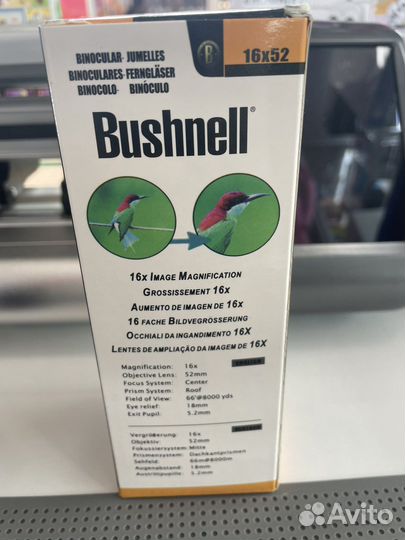 BINOCULAR· JUMELLES
BINOCULARES·FERNGLÄSER
BINOCOLO· BINÓCULO
B
16x52
Bushnell®
16x IMAGE MAGNIFICATION
GROSSISSEMENT 16x
AUMENTO DE IMAGEN DE 16x
16 FACHE BILDVEGRÖSSERUNG
OCCHIALI DA INGANDIMENTO 16X
LENTES DE AMPLIAÇÃO DA IMAGEM DE 16X
Magnification: 16x
Objective Lens: 52mm
Focus System: Center
Prism System: Roof
Field of View: 66'@8000 yds
Eye relief: 18mm
Exit Pupil: 5.2mm
Vergrößerung: 16x
Objektiv: 52mm
Fokussiersystem: Mitte
Prismensystem: Dachkantprismen
Sehfeld: 66m@8000m
Augenabstand: 18mm
Austrittpupille: 5.2mm
Avito